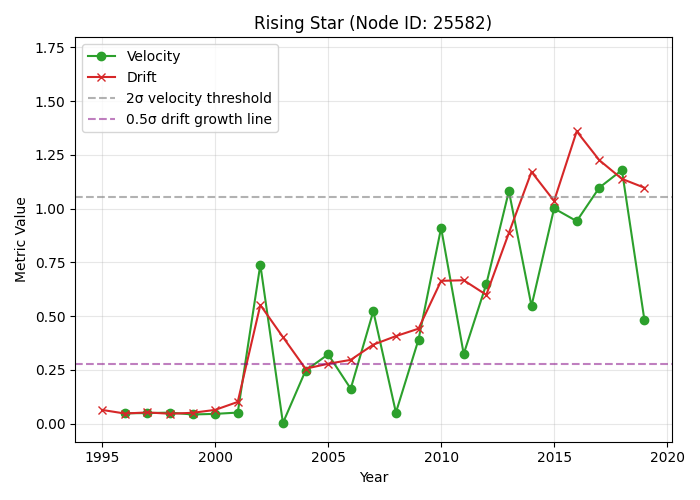 Rising Star (Node ID: 25582)
Velocity
Drift
2σ velocity threshold
0.5σ drift growth line
1.75
1.50
1.25
1.00
0.75
0.50
0.25
0.00
Metric Value
1995
2000
2005
2010
2015
2020
Year